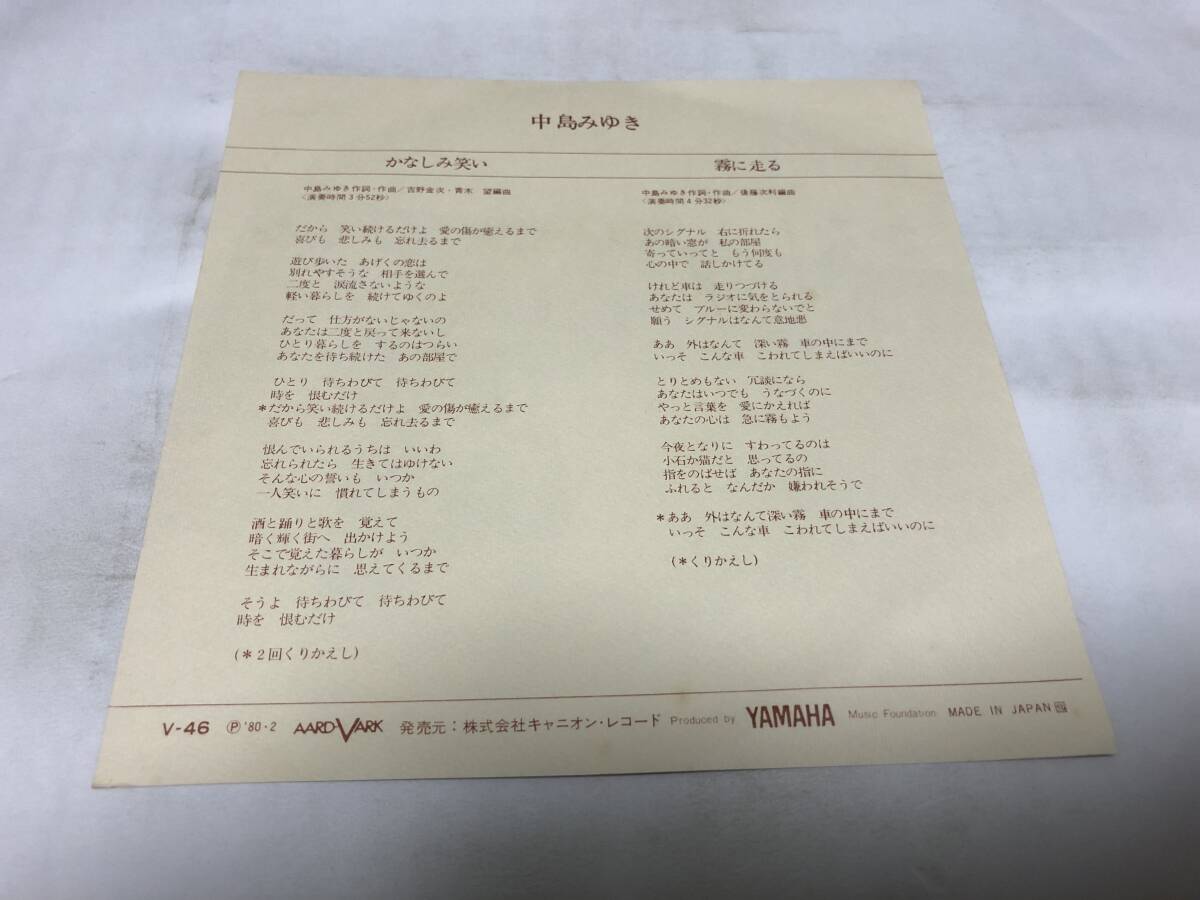 中島みゆき
かなしみ笑い
中島みゆき作詞・作曲/吉野金次・青木 望編曲
〈演奏時間3分52秒〉
だから 笑い続けるだけよ 愛の傷が癒えるまで
喜びも 悲しみも 忘れ去るまで
遊び歩いた あげくの恋は
別れやすそうな 相手を選んで
二度と 涙流さないような
軽い暮らしを 続けてゆくのよ
だって 仕方がないじゃないの
あなたは二度と戻って来ないし
ひとり暮らしを するのはつらい
あなたを待ち続けた あの部屋で
ひとり 待ちわびて 待ちわびて
時を 恨むだけ
*だから笑い続けるだけよ 愛の傷が癒えるまで
喜びも 悲しみも 忘れ去るまで
恨んでいられるうちは いいわ
忘れられたら 生きてはゆけない
そんな心の誓いも いつか
一人笑いに 慣れてしまうもの
酒と踊りと歌を 覚えて
暗く輝く街へ 出かけよう
そこで覚えた暮らしが いつか
生まれながらに 思えてくるまで
そうよ 待ちわびて 待ちわびて
時を 恨むだけ
(*2回くりかえし)
霧に走る
中島みゆき作詞・作曲/後藤次利編曲
〈演奏時間4分32秒〉
次のシグナル 右に折れたら
あの暗い窓が 私の部屋
寄っていってと もう何度も
心の中で 話しかけてる
けれど車は 走りつづける
あなたは ラジオに気をとられる
せめて ブルーに変わらないでと
願う シグナルはなんて意地悪
ああ 外はなんて 深い霧 車の中にまで
いっそ こんな車 こわれてしまえばいいのに
とりとめもない 冗談になら
あなたはいつでも うなづくのに
やっと言葉を 愛にかえれば
あなたの心は 急に霧もよう
今夜となりに すわってるのは
小石か猫だと 思ってるの
指をのばせば あなたの指に
ふれると なんだか 嫌われそうで
*ああ 外はなんて深い霧 車の中にまで
いっそ こんな車 こわれてしまえばいいのに
(*くりかえし)
V-46 Ⓟ'80・2 AARD-VARK 発売元:株式会社キャニオン・レコード Produced by YAMAHA Music Foundation MADE IN JAPAN